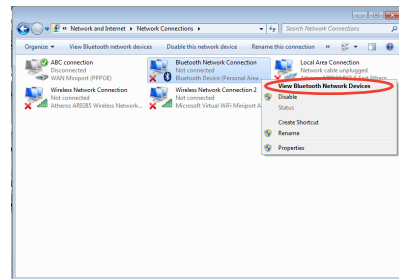 « Network and Internet ▸ Network Connections ▸
Search Network Connections
Organize
View Bluetooth network devices
Disable this network device
Rename this connection
»
ABC connection
Disconnected
WAN Miniport (PPPOE)
Bluetooth Network Connection
Not connected
Bluetooth Device (Personal Area
Local Area Connection
Network cable unplugged
Wireless Network Connection
Not connected
Atheros AR9285 Wireless Network...
Wireless Network Connection 2
Not connected
Microsoft Virtual WiFi Miniport A
View Bluetooth Network Devices
Disable
Status
Create Shortcut
Rename
Properties